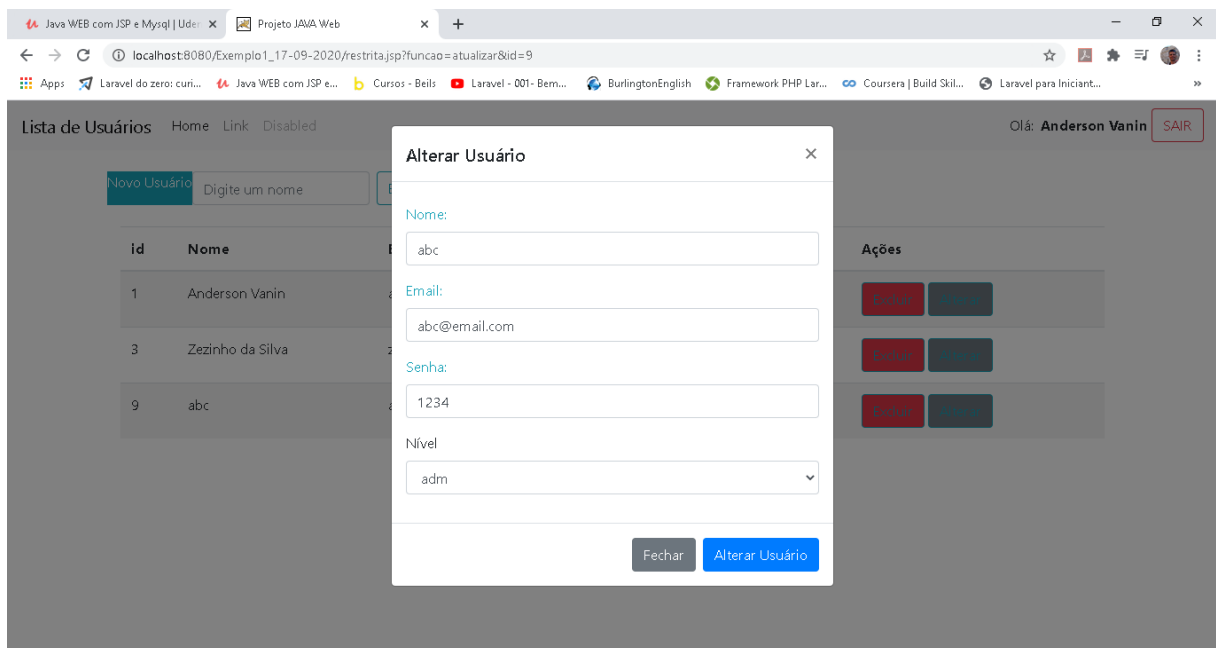 Java WEB com JSP e Mysql | Uder
Projeto JAVA Web
localhost:8080/Exemplo1_17-09-2020/restrita.jsp?funcao=atualizar&id=9
Apps Laravel do zero: curi... Java WEB com JSP e... Cursos - Beils Laravel - 001- Bem... BurlingtonEnglish Framework PHP Lar... Coursera | Build Skil... Laravel para Iniciant... »
Lista de Usuários Home Link Disabled Olá: Anderson Vanin SAIR
Alterar Usuário ×
Novo Usuário Digite um nome
Nome:
abc
id Nome Ações
Email:
1 Anderson Vanin Excluir
abc@email.com
3 Zezinho da Silva Excluir
Senha:
1234
9 abc Excluir
Nível
adm
Fechar Alterar Usuário